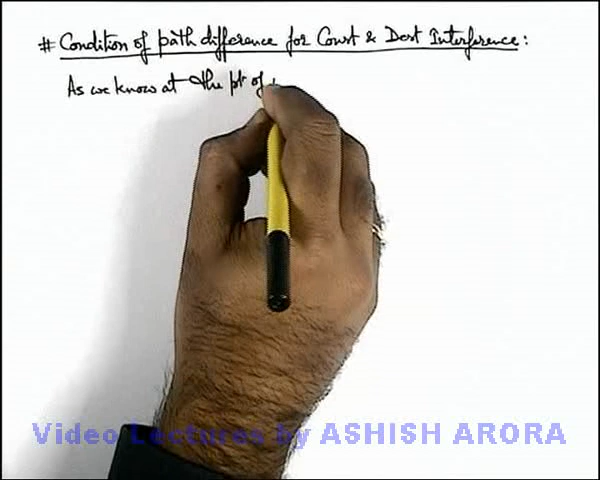 # Condition of path difference for Const & Dest Interference :
As we know at the pt of
Video Lectures by ASHISH ARORA